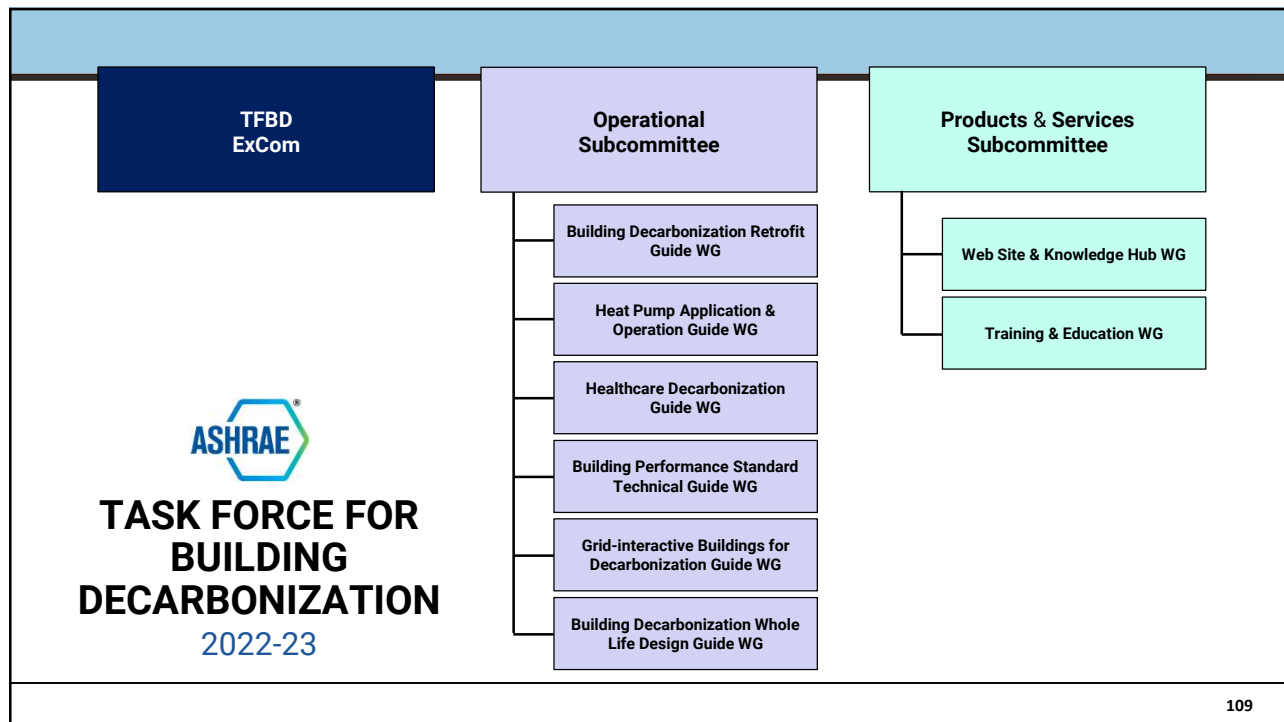 TFBD
ExCom
Operational
Subcommittee
Products & Services
Subcommittee
Building Decarbonization Retrofit
Guide WG
Heat Pump Application &
Operation Guide WG
Healthcare Decarbonization
Guide WG
Building Performance Standard
Technical Guide WG
Grid-interactive Buildings for
Decarbonization Guide WG
Building Decarbonization Whole
Life Design Guide WG
Web Site & Knowledge Hub WG
Training & Education WG
ASHRAE®
TASK FORCE FOR
BUILDING
DECARBONIZATION
2022-23
109